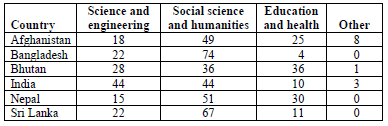 Country Science and engineering Social science and humanities Education and health Other
Afghanistan 18 49 25 8
Bangladesh 22 74 4 0
Bhutan 28 36 36 1
India 44 44 10 3
Nepal 15 51 30 0
Sri Lanka 22 67 11 0